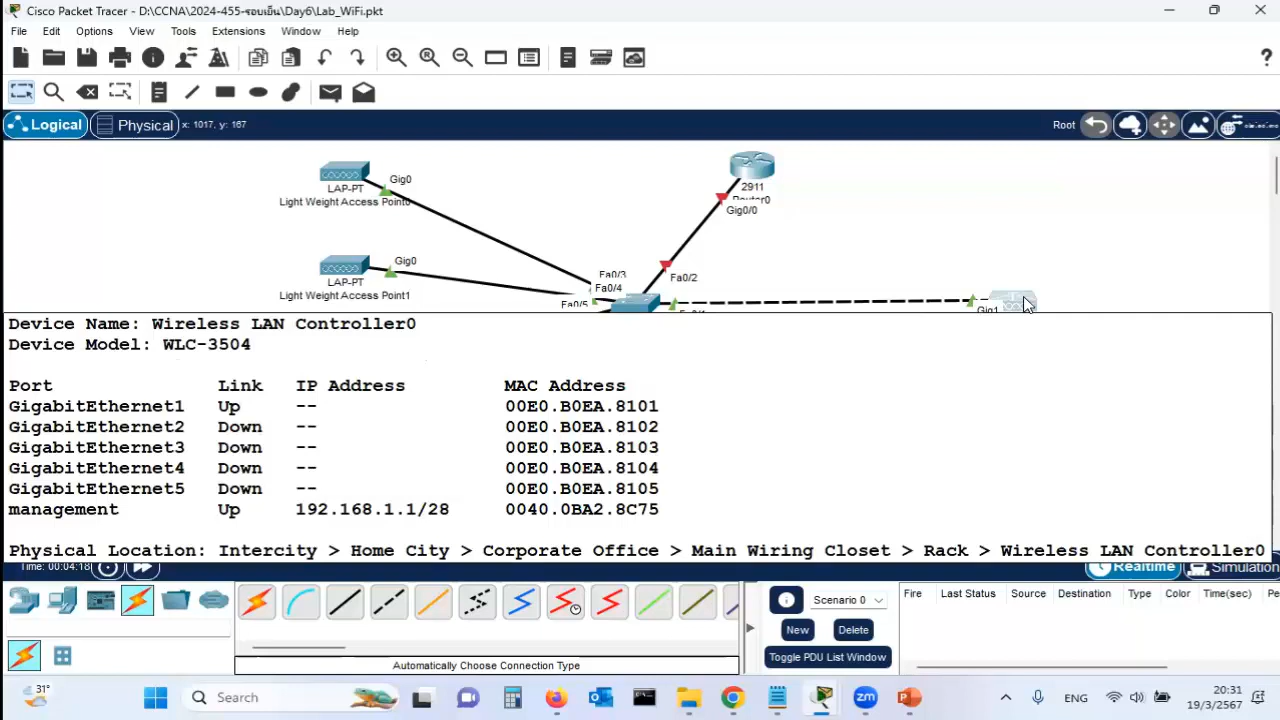 Cisco Packet Tracer - D:\CCNA\2024-455-รอบเย็น\Day6\Lab_WiFi.pkt
File Edit Options View Tools Extensions Window Help
?
Logical Physical x: 1017, y: 167 Root
LAP-PT
Light Weight Access Point0
Gig0
2911
Router0
Gig0/0
LAP-PT
Light Weight Access Point1
Gig0
Fa0/3
Fa0/4
Fa0/5
Fa0/2
Gig1
Device Name: Wireless LAN Controller0
Device Model: WLC-3504
Port Link IP Address MAC Address
GigabitEthernet1 Up -- 00E0.B0EA.8101
GigabitEthernet2 Down -- 00E0.B0EA.8102
GigabitEthernet3 Down -- 00E0.B0EA.8103
GigabitEthernet4 Down -- 00E0.B0EA.8104
GigabitEthernet5 Down -- 00E0.B0EA.8105
management Up 192.168.1.1/28 0040.0BA2.8C75
Physical Location: Intercity > Home City > Corporate Office > Main Wiring Closet > Rack > Wireless LAN Controller0
Time: 00:04:18 Realtime Simulation
Scenario 0
New Delete
Toggle PDU List Window
Fire Last Status Source Destination Type Color Time(sec) Pe
Automatically Choose Connection Type
31° Search ENG 20:31
19/3/2567